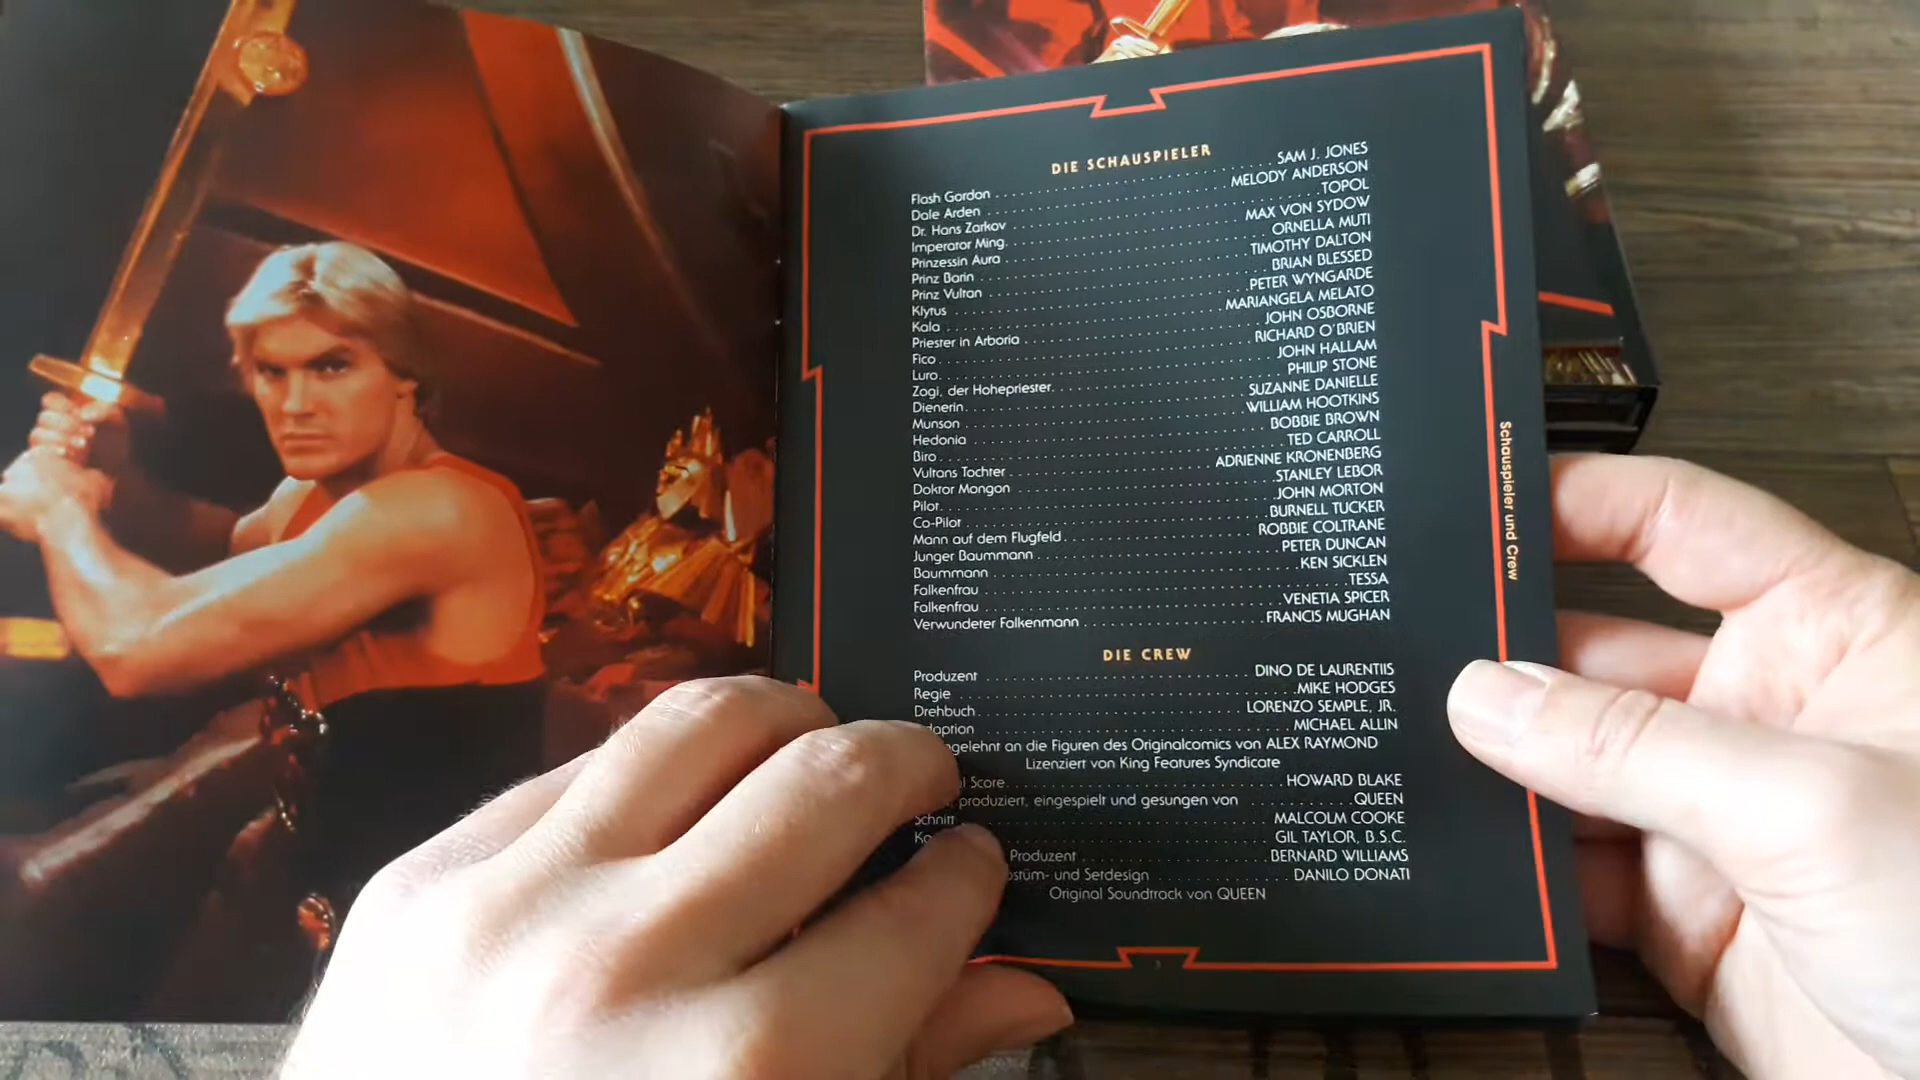 DIE SCHAUSPIELER
Flash Gordon SAM J. JONES
Dale Arden MELODY ANDERSON
Dr. Hans Zarkov TOPOL
Imperator Ming MAX VON SYDOW
Prinzessin Aura ORNELLA MUTI
Prinz Barin TIMOTHY DALTON
Prinz Vultan BRIAN BLESSED
Klytus PETER WYNGARDE
Kala MARIANGELA MELATO
Priester in Arboria JOHN OSBORNE
Fico RICHARD O'BRIEN
Luro JOHN HALLAM
Zogi, der Hohepriester PHILIP STONE
Dienerin SUZANNE DANIELLE
Munson WILLIAM HOOTKINS
Hedonia BOBBIE BROWN
Biro TED CARROLL
Vultans Tochter ADRIENNE KRONENBERG
Doktor Mongon STANLEY LEBOR
Pilot JOHN MORTON
Co-Pilot BURNELL TUCKER
Mann auf dem Flugfeld ROBBIE COLTRANE
Junger Baummann PETER DUNCAN
Baummann KEN SICKLEN
Falkenfrau TESSA
Falkenfrau VENETIA SPICER
Verwundeter Falkenmann FRANCIS MUGHAN
DIE CREW
Produzent DINO DE LAURENTIIS
Regie MIKE HODGES
Drehbuch LORENZO SEMPLE, JR.
daption MICHAEL ALLIN
gelehnt an die Figuren des Originalcomics von ALEX RAYMOND
Lizenziert von King Features Syndicate
Score HOWARD BLAKE
produziert, eingespielt und gesungen von QUEEN
Schnitt MALCOLM COOKE
GIL TAYLOR, B.S.C.
Produzent BERNARD WILLIAMS
ostüm- und Setdesign DANILO DONATI
Original Soundtrack von QUEEN
3
Schauspieler und Crew